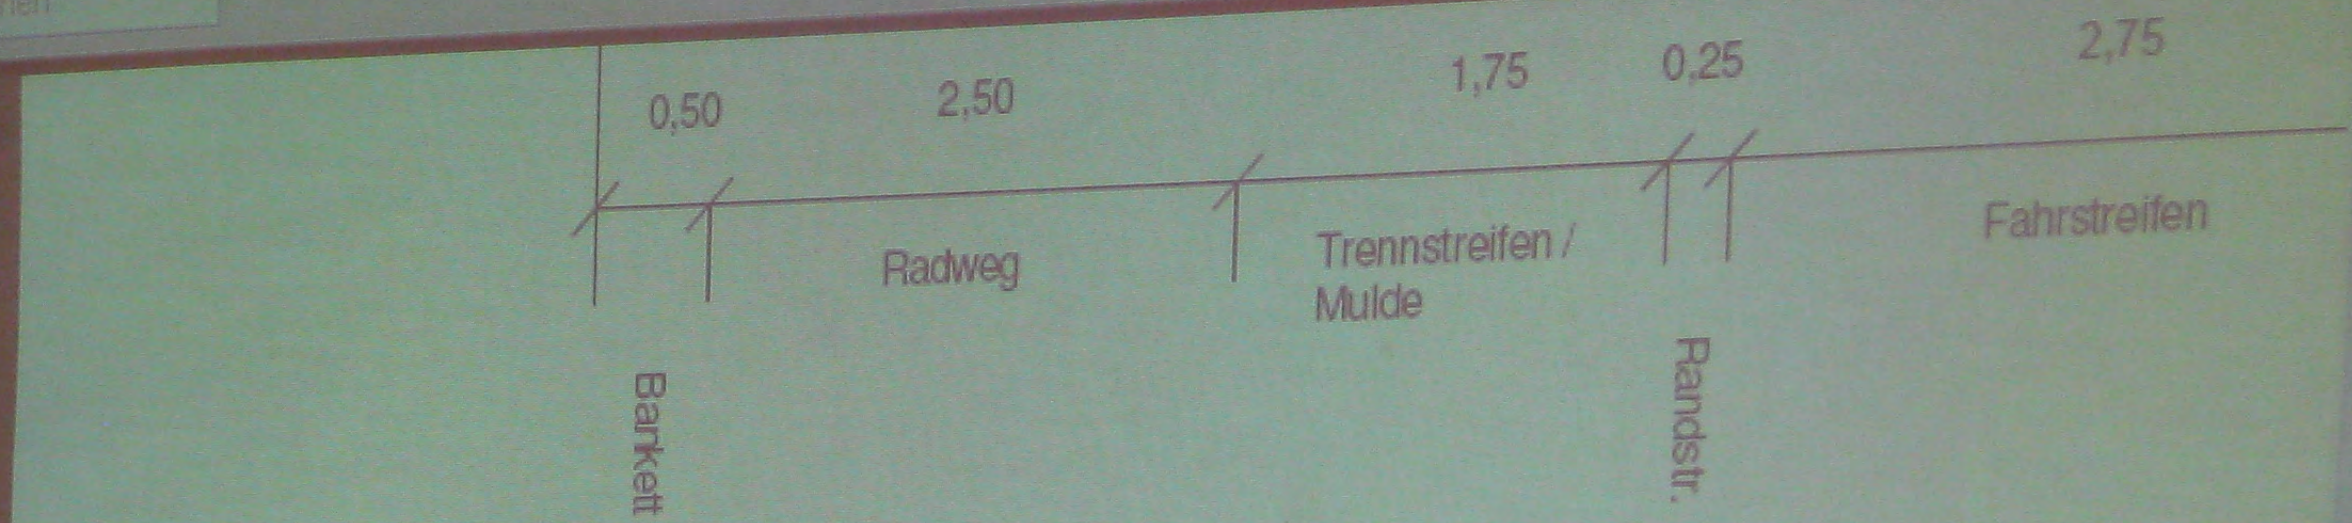 0,50 2,50 1,75 0,25 2,75
Radweg
Trennstreifen /
Mulde
Fahrstreifen
Bankett
Randstr.